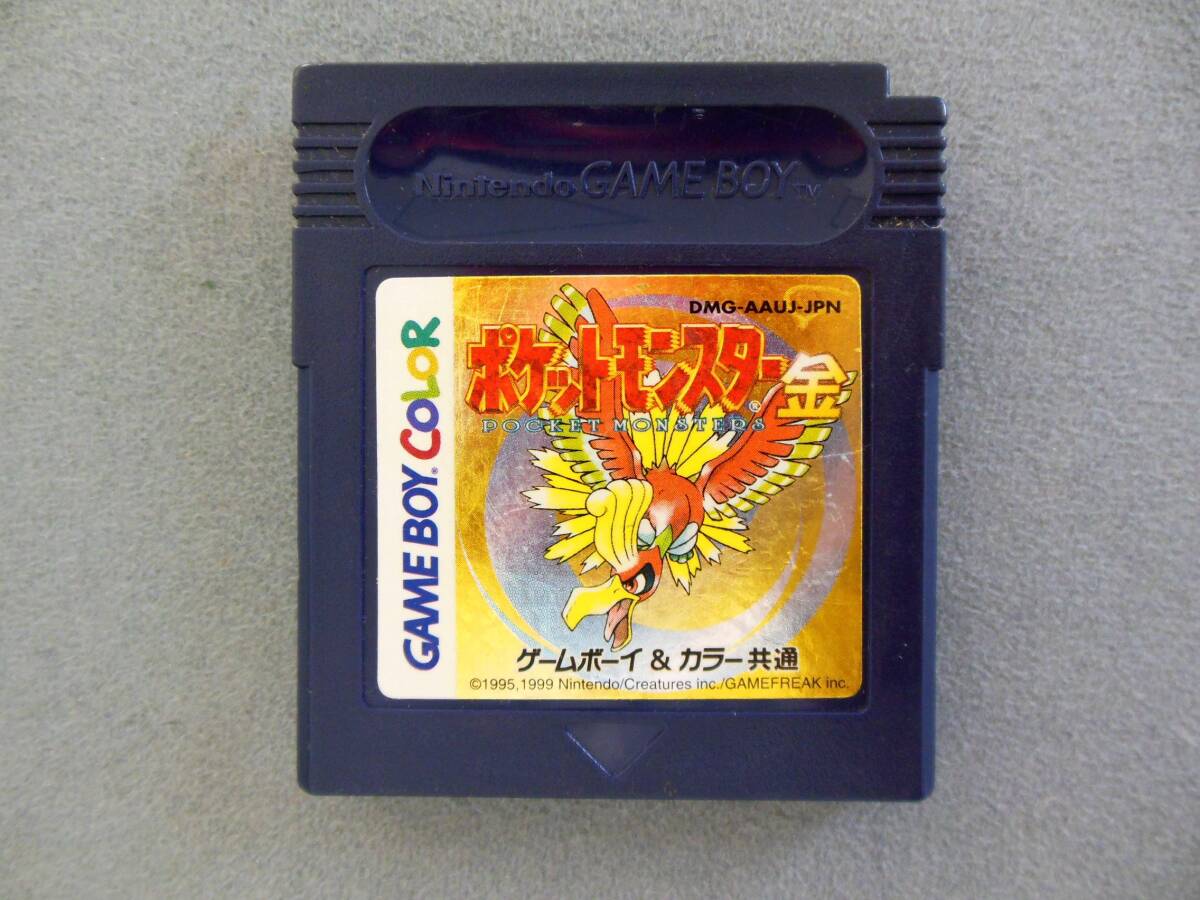 Nintendo GAME BOY TM
DMG-AAUJ-JPN
ポケットモンスター金
®
POCKET MONSTERS
GAME BOY® COLOR
ゲームボーイ & カラー共通
©1995,1999 Nintendo/Creatures inc./GAMEFREAK inc.